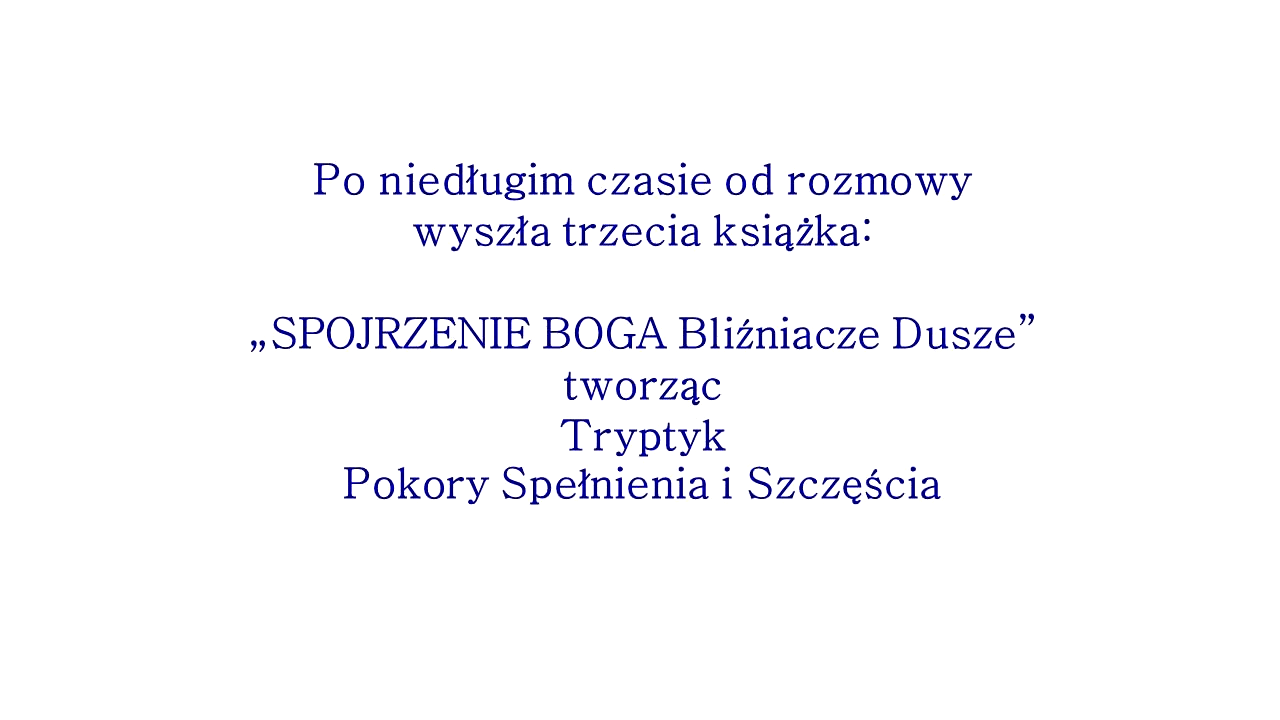 Po niedługim czasie od rozmowy
wyszła trzecia książka:
„SPOJRZENIE BOGA Bliźniacze Dusze”
tworząc
Tryptyk
Pokory Spełnienia i Szczęścia